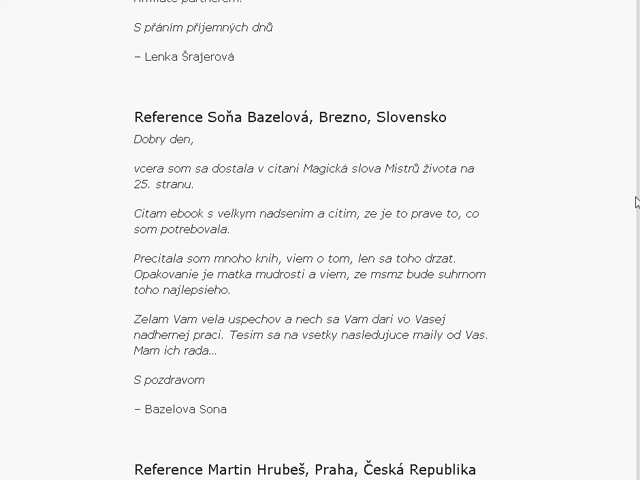 S přáním příjemných dnů
– Lenka Šrajerová
Reference Soňa Bazelová, Brezno, Slovensko
Dobry den,
vcera som sa dostala v citani Magická slova Mistrů života na
25. stranu.
Citam ebook s velkym nadsenim a citim, ze je to prave to, co
som potrebovala.
Precitala som mnoho knih, viem o tom, len sa toho drzat.
Opakovanie je matka mudrosti a viem, ze msmz bude suhrnom
toho najlepsieho.
Zelam Vam vela uspechov a nech sa Vam dari vo Vasej
nadhernej praci. Tesim sa na vsetky nasledujuce maily od Vas.
Mam ich rada...
S pozdravom
– Bazelova Sona
Reference Martin Hrubeš, Praha, Česká Republika